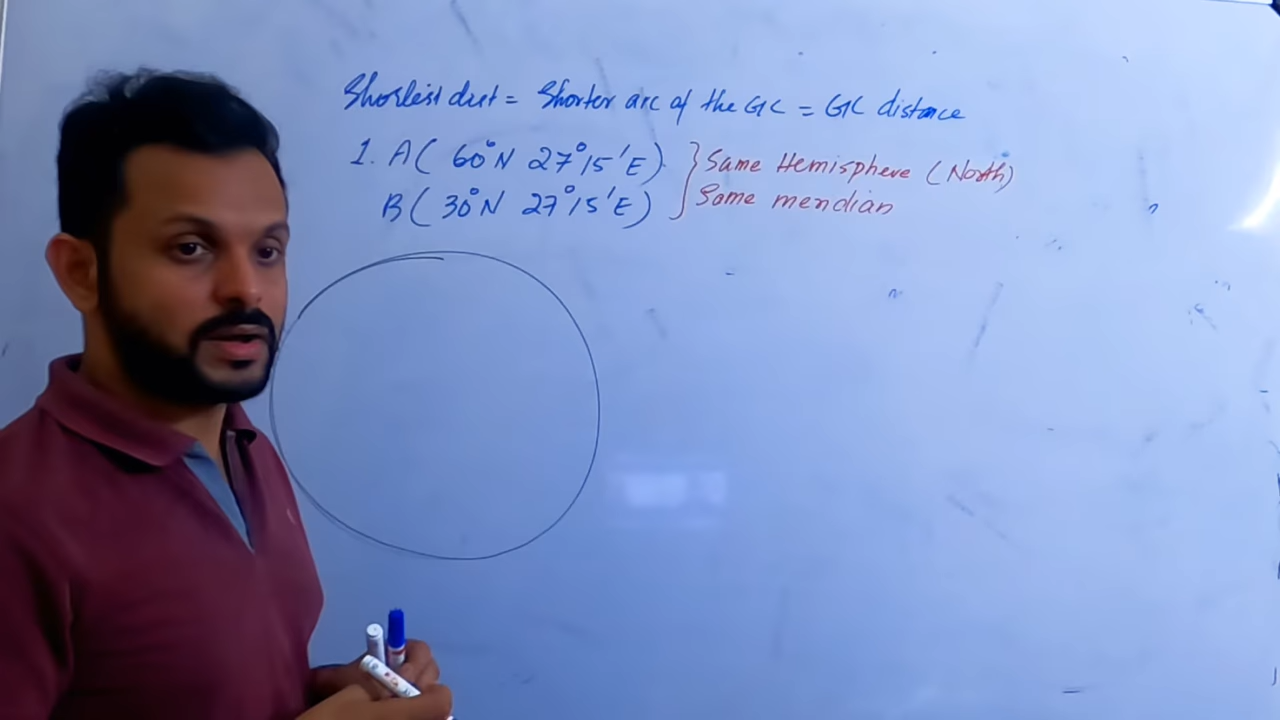 Shortest dist = Shorter arc of the GC = GC distance
1. A( 60°N 27°15'E) } Same Hemisphere (North)
B( 30°N 27°15'E) Same meridian